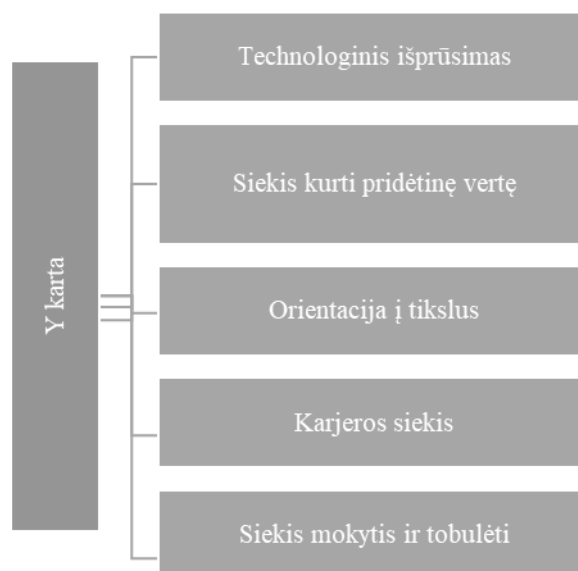 Y karta
Technologinis išprūsimas
Siekis kurti pridėtinę vertę
Orientacija į tikslus
Karjeros siekis
Siekis mokytis ir tobulėti